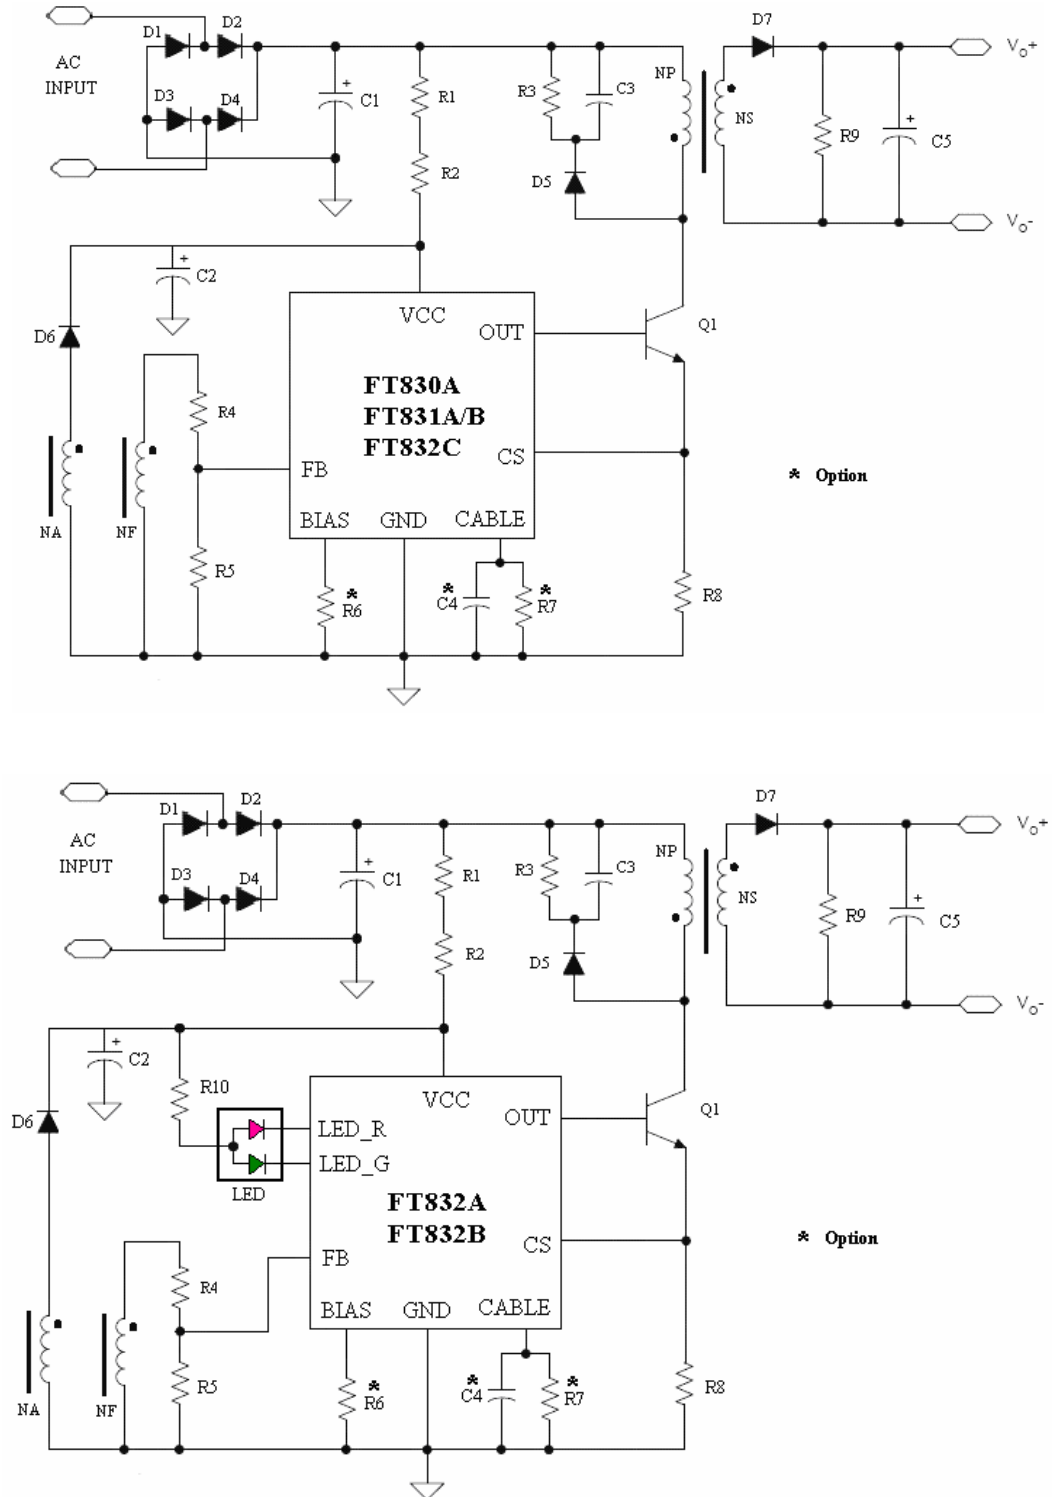 D1
D2
D7
Vo+
AC
INPUT
NP
D3
D4
C1
R1
R3
C3
NS
R9
C5
R2
D5
Vo-
C2
VCC
OUT
Q1
D6
FT830A
FT831A/B
FT832C
R4
FB
CS
* Option
NA
NF
BIAS
GND
CABLE
R5
*
R6
*
C4
*
R7
R8
D1
D2
D7
Vo+
AC
INPUT
NP
D3
D4
C1
R1
R3
C3
NS
R9
C5
R2
D5
Vo-
C2
R10
VCC
OUT
Q1
D6
LED_R
LED_G
LED
FT832A
FT832B
FB
CS
* Option
R4
BIAS
GND
CABLE
R5
NA
NF
*
R6
*
C4
*
R7
R8